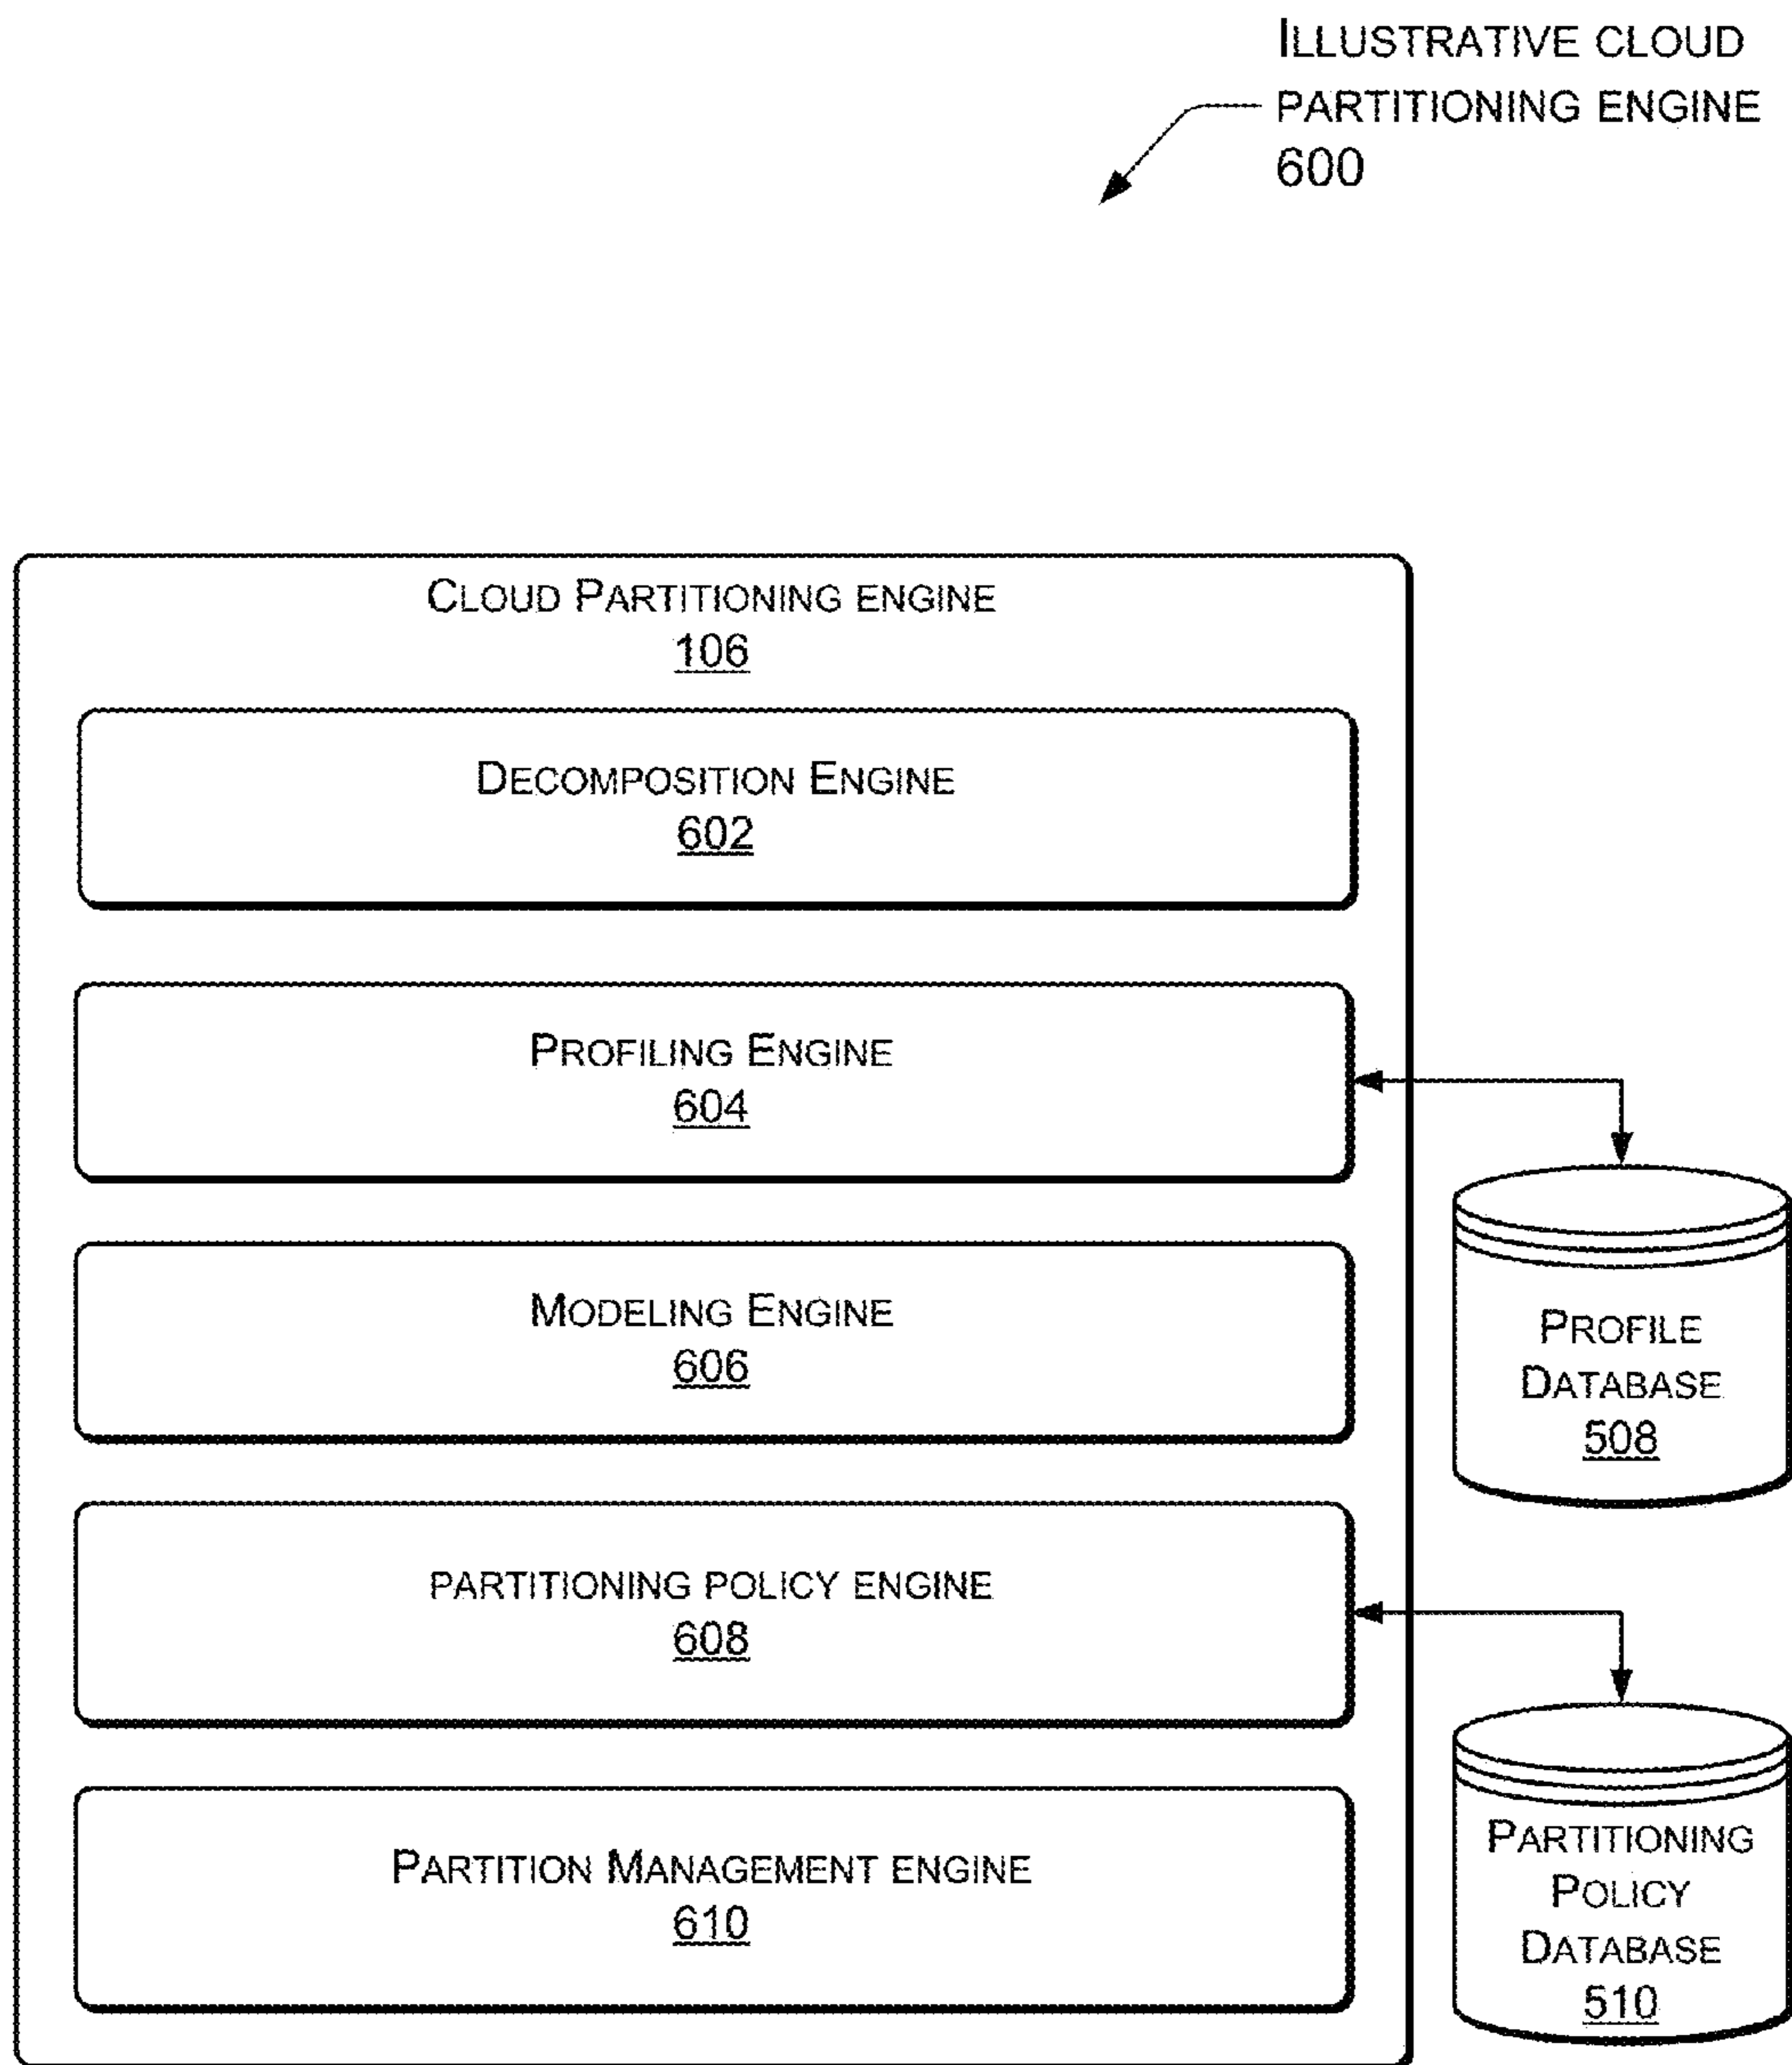 ILLUSTRATIVE CLOUD
PARTITIONING ENGINE
600
CLOUD PARTITIONING ENGINE
106
DECOMPOSITION ENGINE
602
PROFILING ENGINE
604
MODELING ENGINE
606
PARTITIONING POLICY ENGINE
608
PARTITION MANAGEMENT ENGINE
610
PROFILE
DATABASE
508
PARTITIONING
POLICY
DATABASE
510